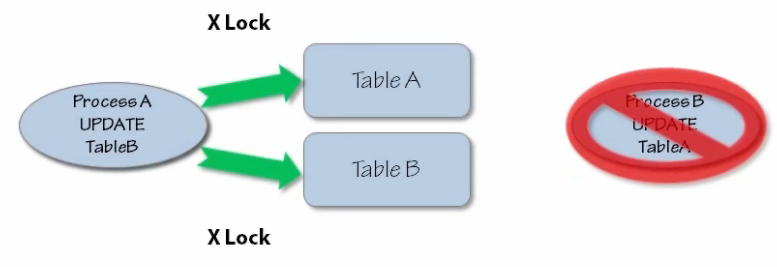 X Lock
Process A
UPDATE
TableB
Table A
Table B
Process B
UPDATE
TableA
X Lock